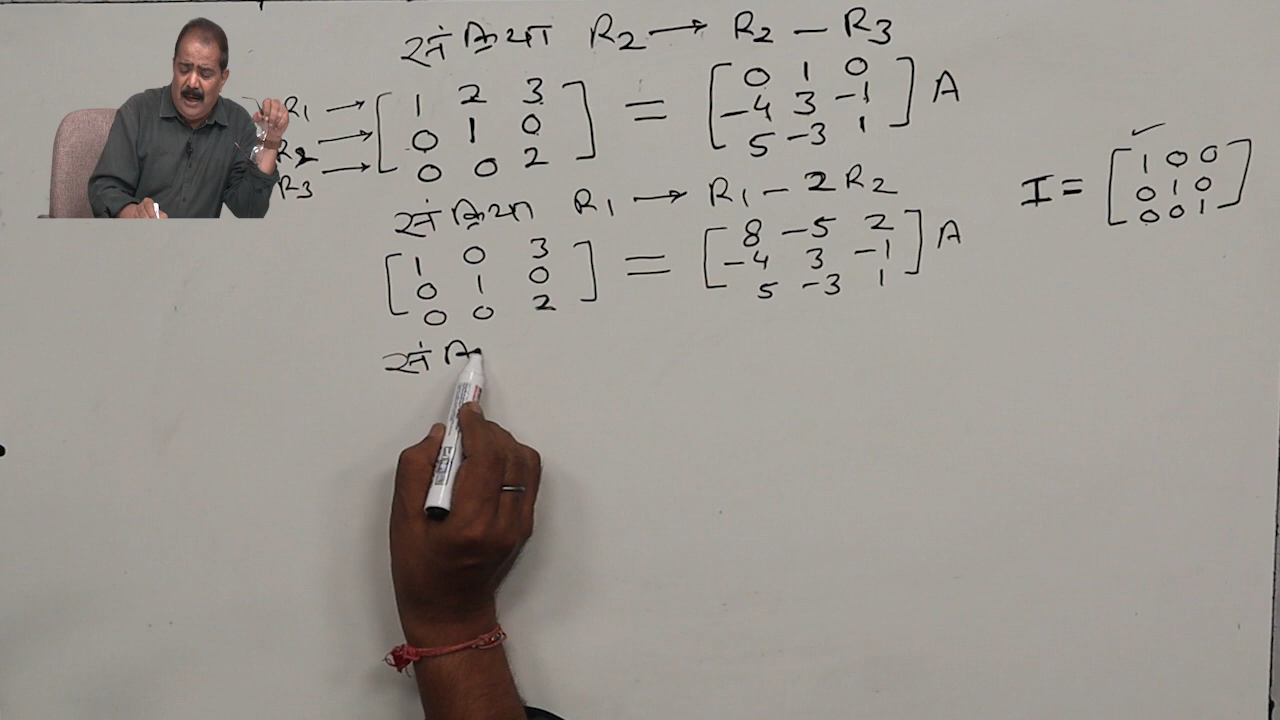 संक्रिया R2 → R2 − R3
R1 → [ 1 2 3 ] = [ 0 1 0 ] A
R2 → [ 0 1 0 ] [ −4 3 −1 ]
R3 → [ 0 0 2 ] [ 5 −3 1 ]
संक्रिया R1 → R1 − 2R2
[ 1 0 3 ] = [ 8 −5 2 ] A
[ 0 1 0 ] [ −4 3 −1 ]
[ 0 0 2 ] [ 5 −3 1 ]
संक्रि
✓
I = [ 1 0 0 ]
[ 0 1 0 ]
[ 0 0 1 ]